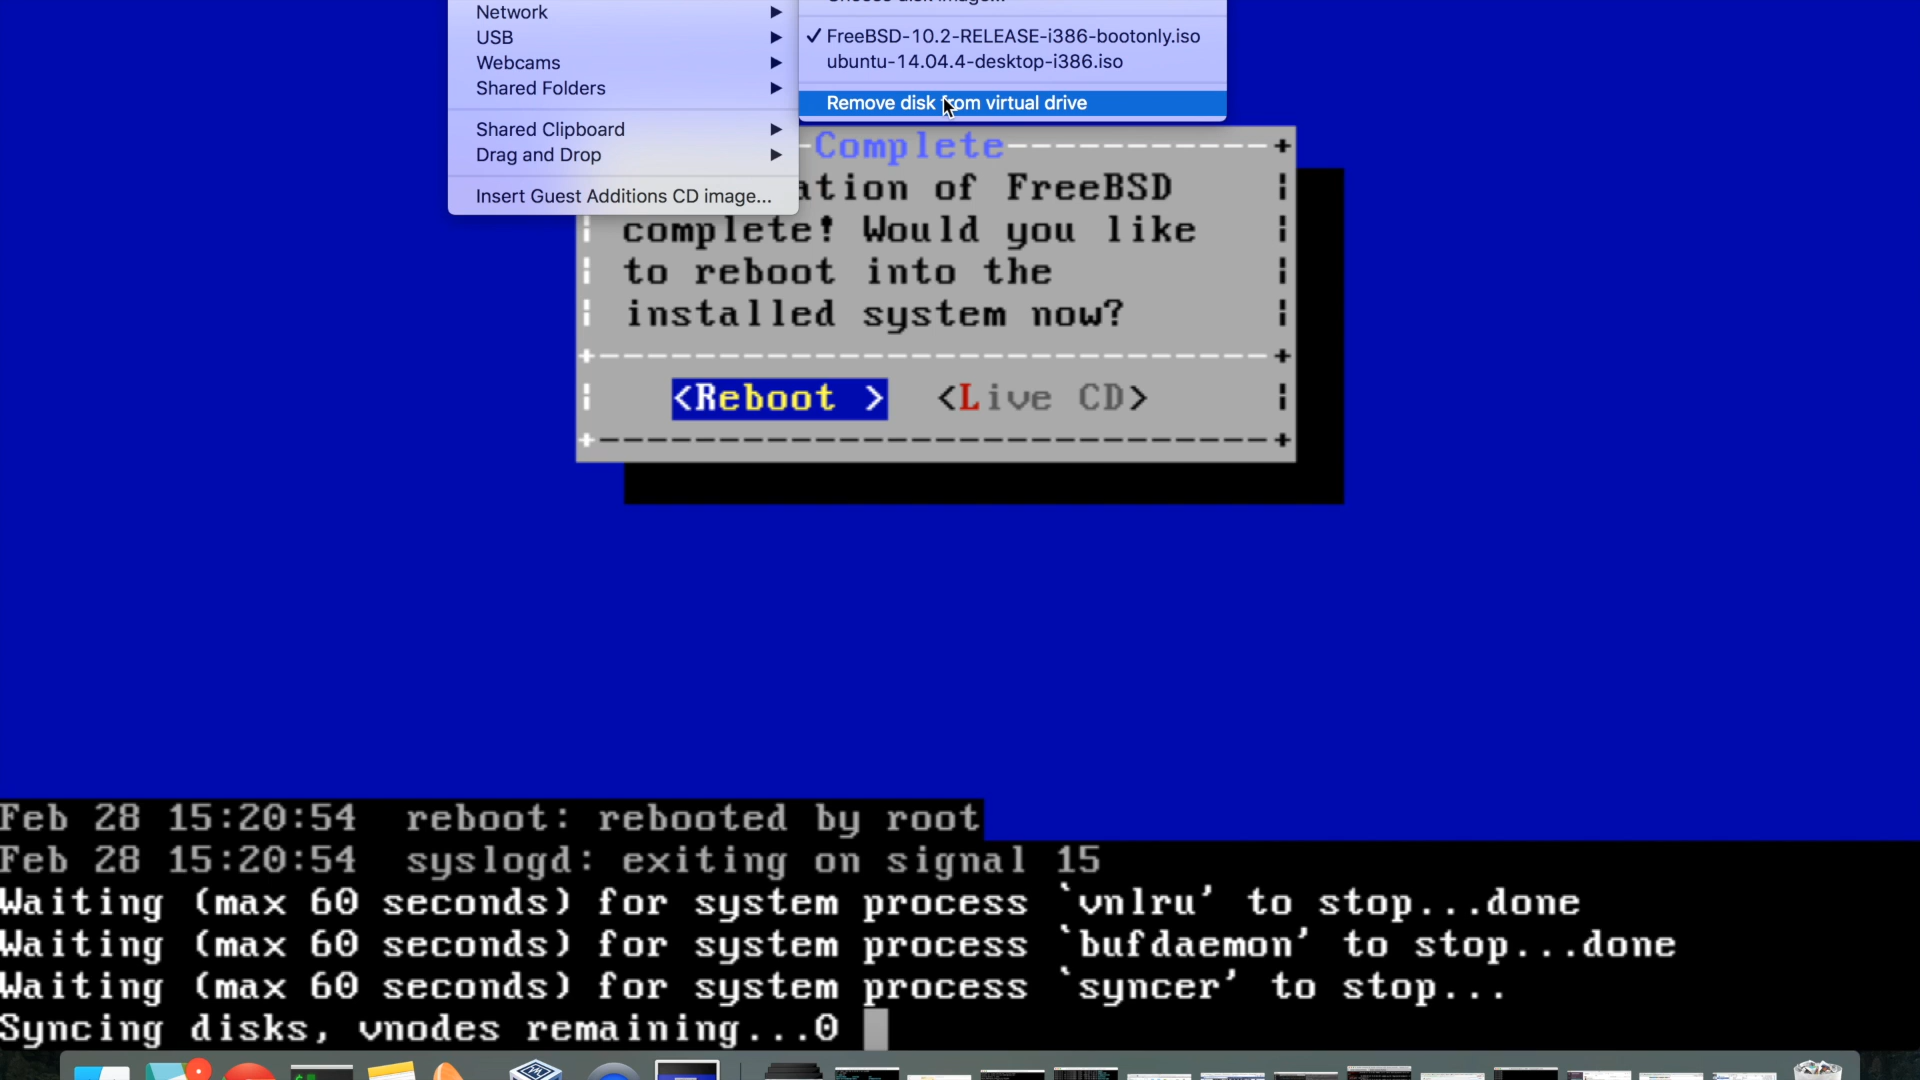 Choose disk image...
Network
FreeBSD-10.2-RELEASE-i386-bootonly.iso
USB
ubuntu-14.04.4-desktop-i386.iso
Webcams
Shared Folders
Remove disk from virtual drive
Shared Clipboard
Drag and Drop
Insert Guest Additions CD image...
Complete
ation of FreeBSD
complete! Would you like
to reboot into the
installed system now?
<Reboot > <Live CD>
Feb 28 15:20:54 reboot: rebooted by root
Feb 28 15:20:54 syslogd: exiting on signal 15
Waiting (max 60 seconds) for system process `vnlru' to stop...done
Waiting (max 60 seconds) for system process `bufdaemon' to stop...done
Waiting (max 60 seconds) for system process `syncer' to stop...
Syncing disks, vnodes remaining...0